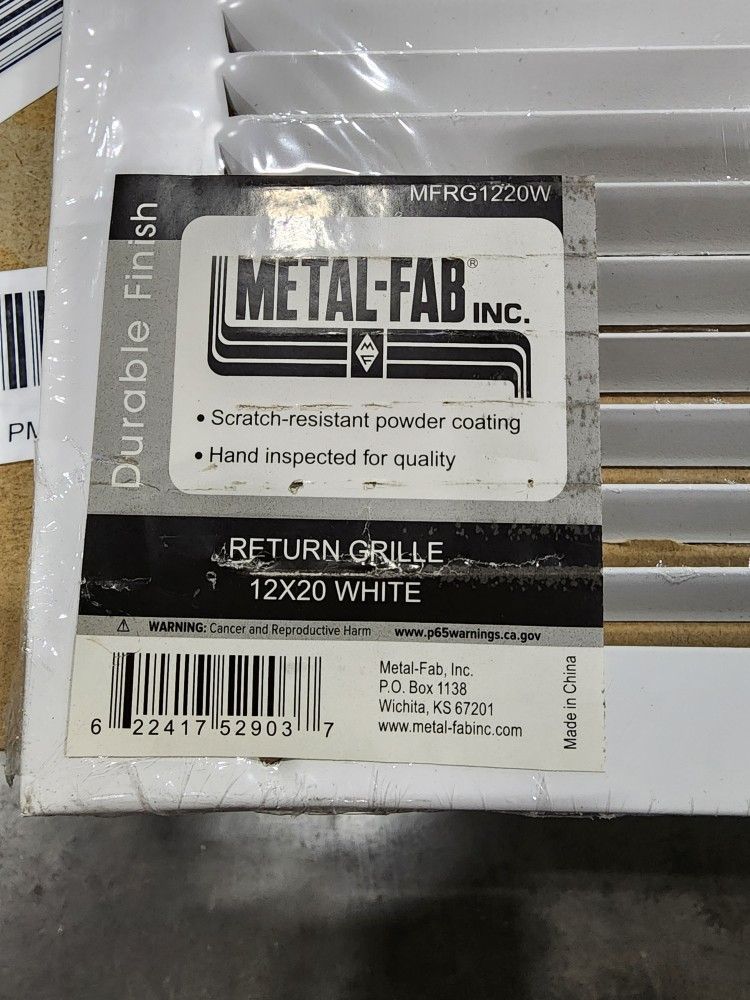 MFRG1220W
Durable Finish
METAL-FAB® INC.
MF
• Scratch-resistant powder coating
• Hand inspected for quality
RETURN GRILLE
12X20 WHITE
⚠ WARNING: Cancer and Reproductive Harm www.p65warnings.ca.gov
6 22417 52903 7
Metal-Fab, Inc.
P.O. Box 1138
Wichita, KS 67201
www.metal-fabinc.com
Made in China